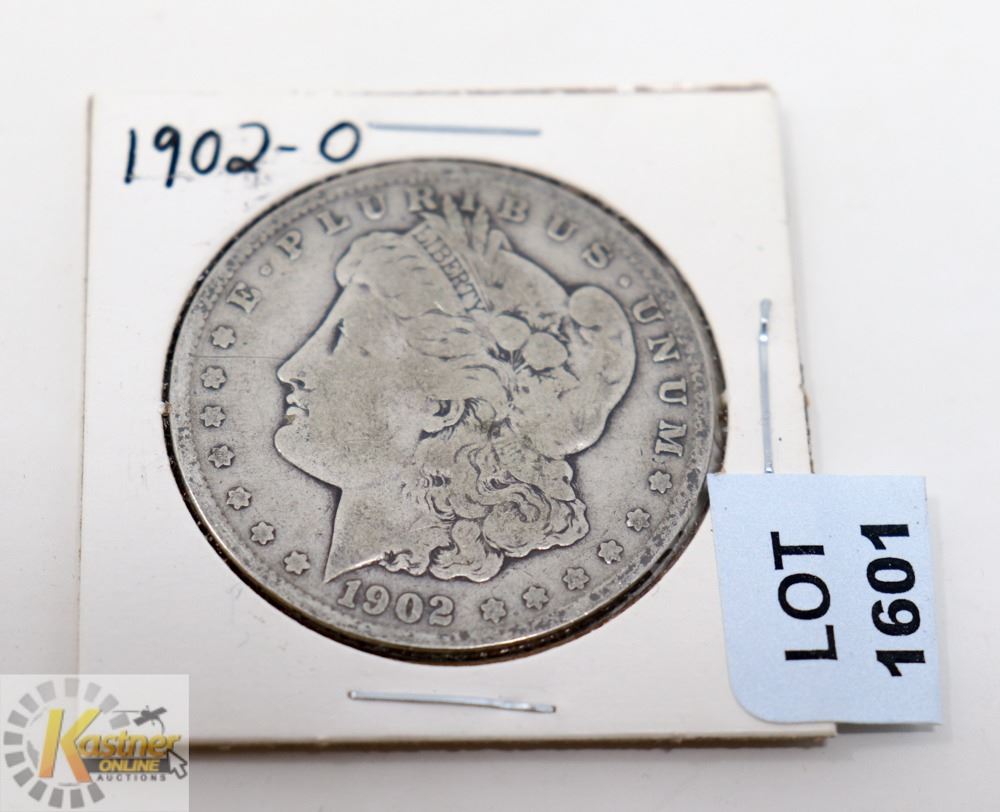 1902-O
E · PLURIBUS · UNUM
LIBERTY
1902
LOT
1601
Kastner
ONLINE
AUCTIONS